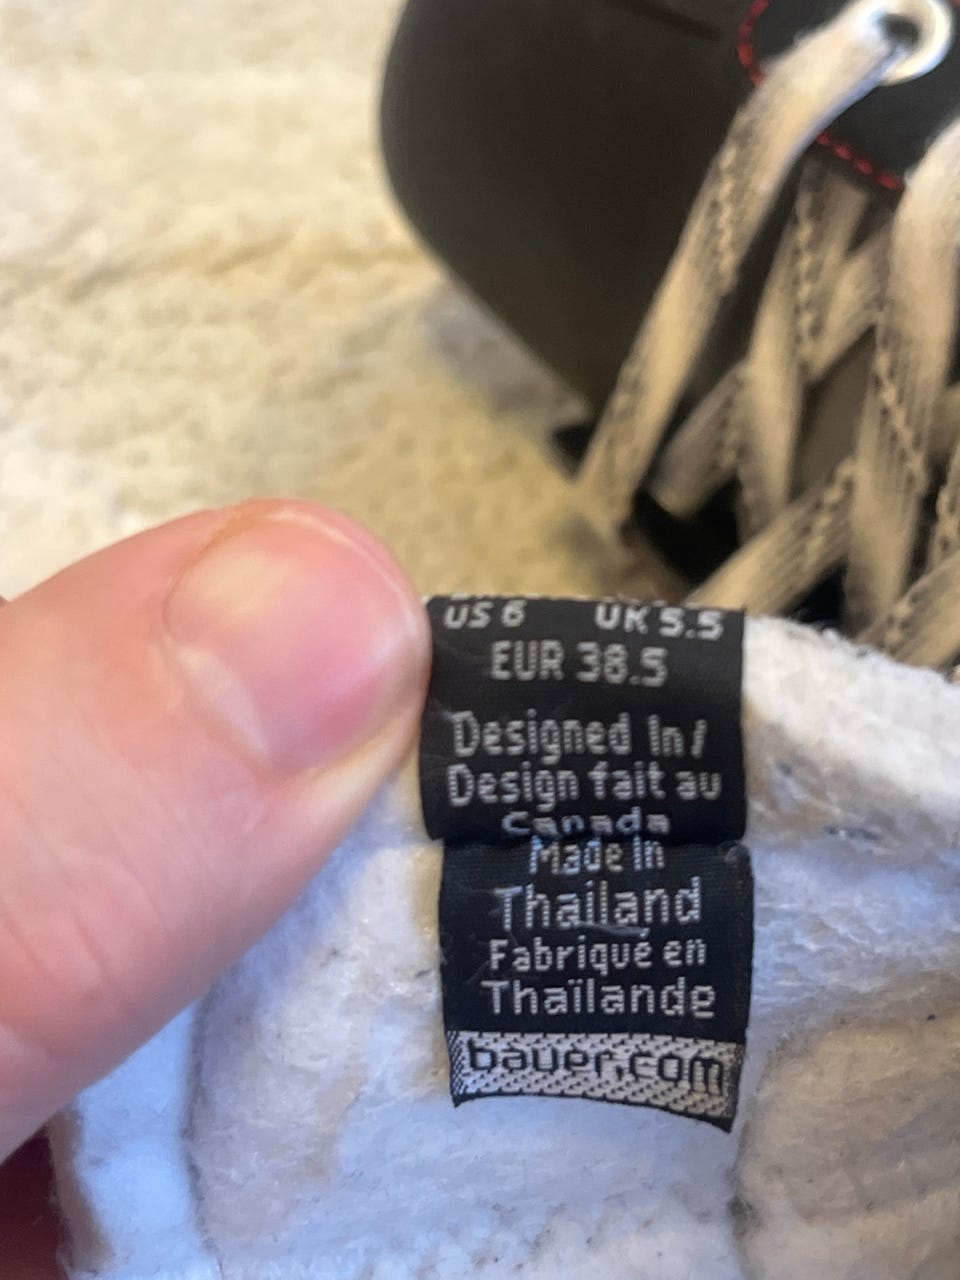 US 6 UK 5.5
EUR 38.5
Designed In/
Design fait au
Canada
Made In
Thailand
Fabriqué en
Thaïlande
bauer.com